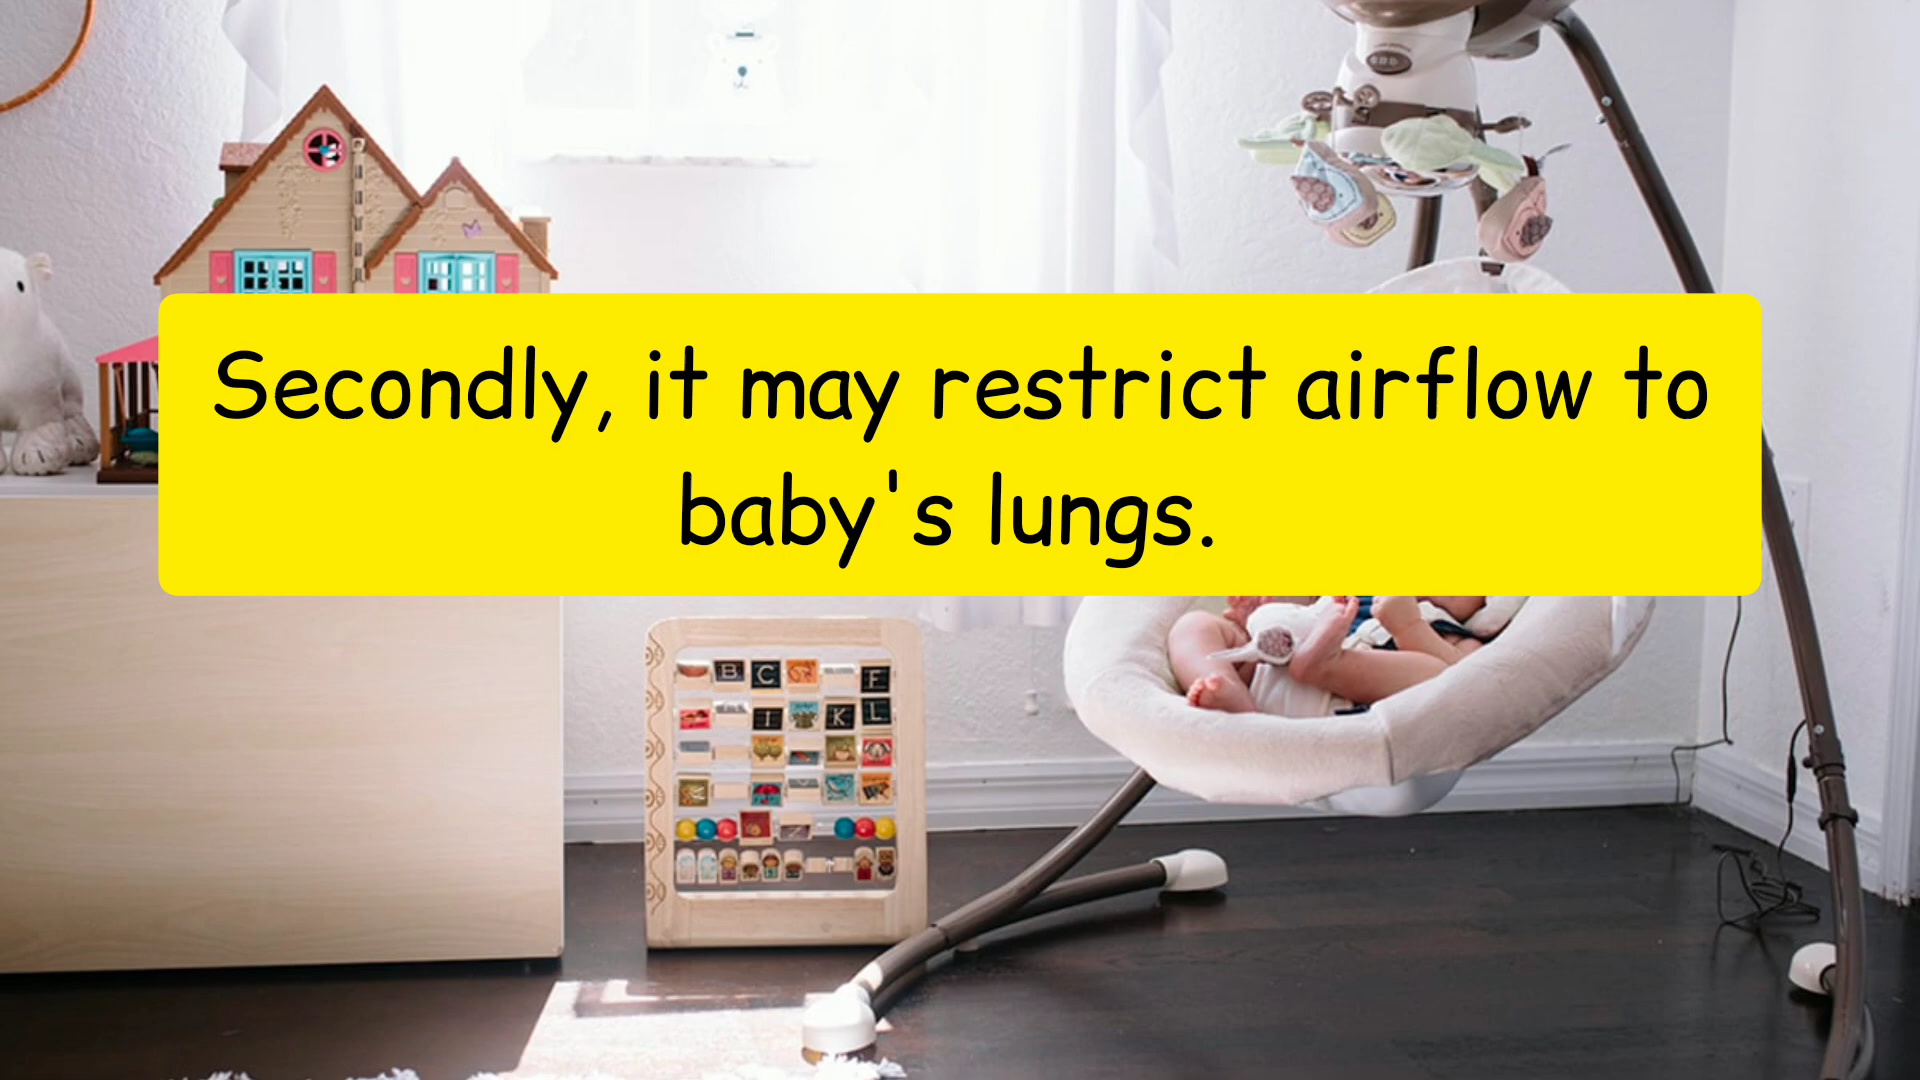 Secondly, it may restrict airflow to
baby's lungs.
B C F
I K L
Z